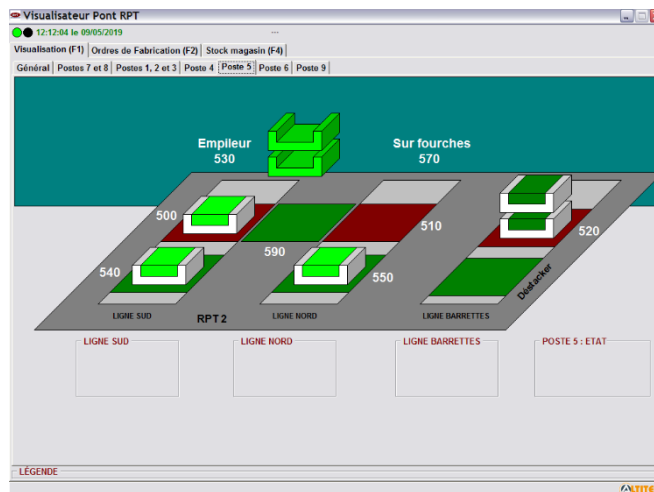 Visualisateur Pont RPT
12:12:04 le 09/05/2019
---
Visualisation (F1) Ordres de Fabrication (F2) Stock magasin (F4)
Général Postes 7 et 8 Postes 1, 2 et 3 Poste 4 Poste 5 Poste 6 Poste 9
Empileur
530
Sur fourches
570
500
510
520
590
540
550
Déstacker
LIGNE SUD
RPT 2
LIGNE NORD
LIGNE BARRETTES
LIGNE SUD
LIGNE NORD
LIGNE BARRETTES
POSTE 5 : ETAT
LÉGENDE